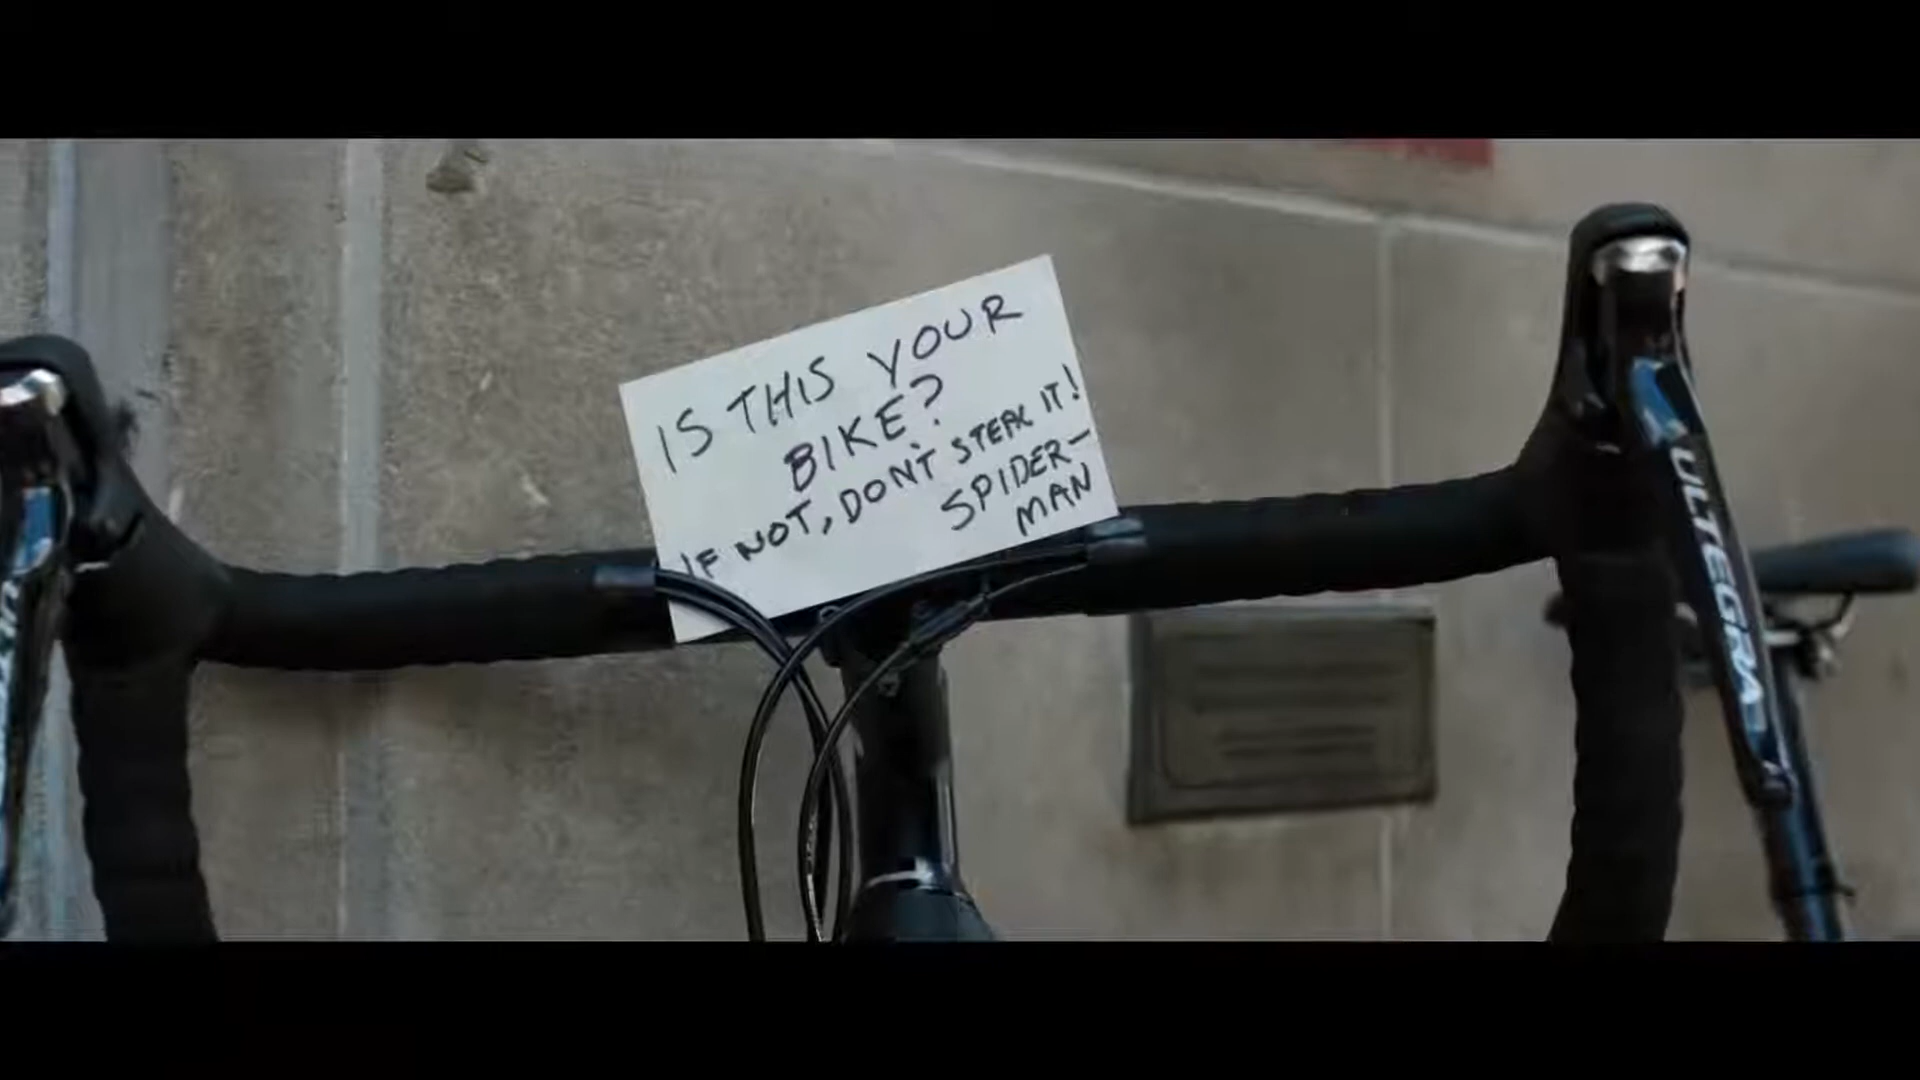 IS THIS YOUR
BIKE?
IF NOT, DON'T STEAL IT!
SPIDER-
MAN
ULTEGRA